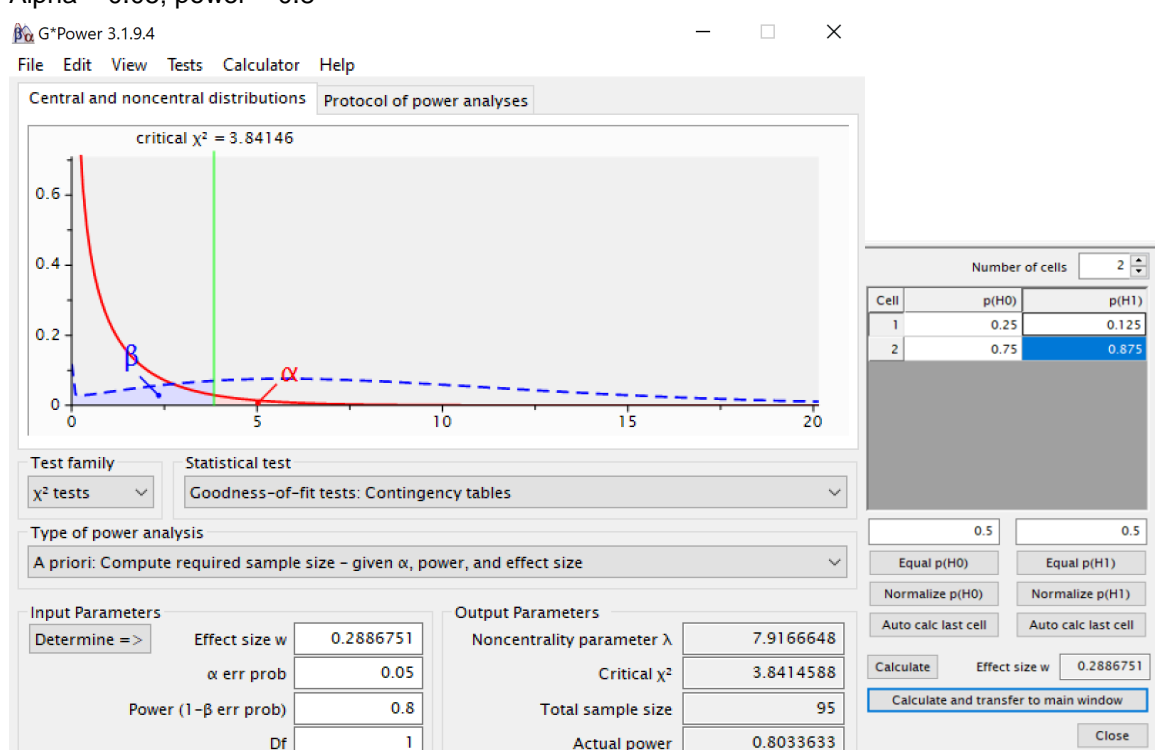 G*Power 3.1.9.4
File Edit View Tests Calculator Help
Central and noncentral distributions Protocol of power analyses
critical χ² = 3.84146
0.6
0.4
0.2
0
β
α
0 5 10 15 20
Test family Statistical test
χ² tests Goodness-of-fit tests: Contingency tables
Type of power analysis
A priori: Compute required sample size - given α, power, and effect size
Input Parameters
Determine => Effect size w 0.2886751
α err prob 0.05
Power (1-β err prob) 0.8
Df 1
Output Parameters
Noncentrality parameter λ 7.9166648
Critical χ² 3.8414588
Total sample size 95
Actual power 0.8033633
Number of cells 2
Cell p(H0) p(H1)
1 0.25 0.125
2 0.75 0.875
0.5 0.5
Equal p(H0) Equal p(H1)
Normalize p(H0) Normalize p(H1)
Auto calc last cell Auto calc last cell
Calculate Effect size w 0.2886751
Calculate and transfer to main window
Close